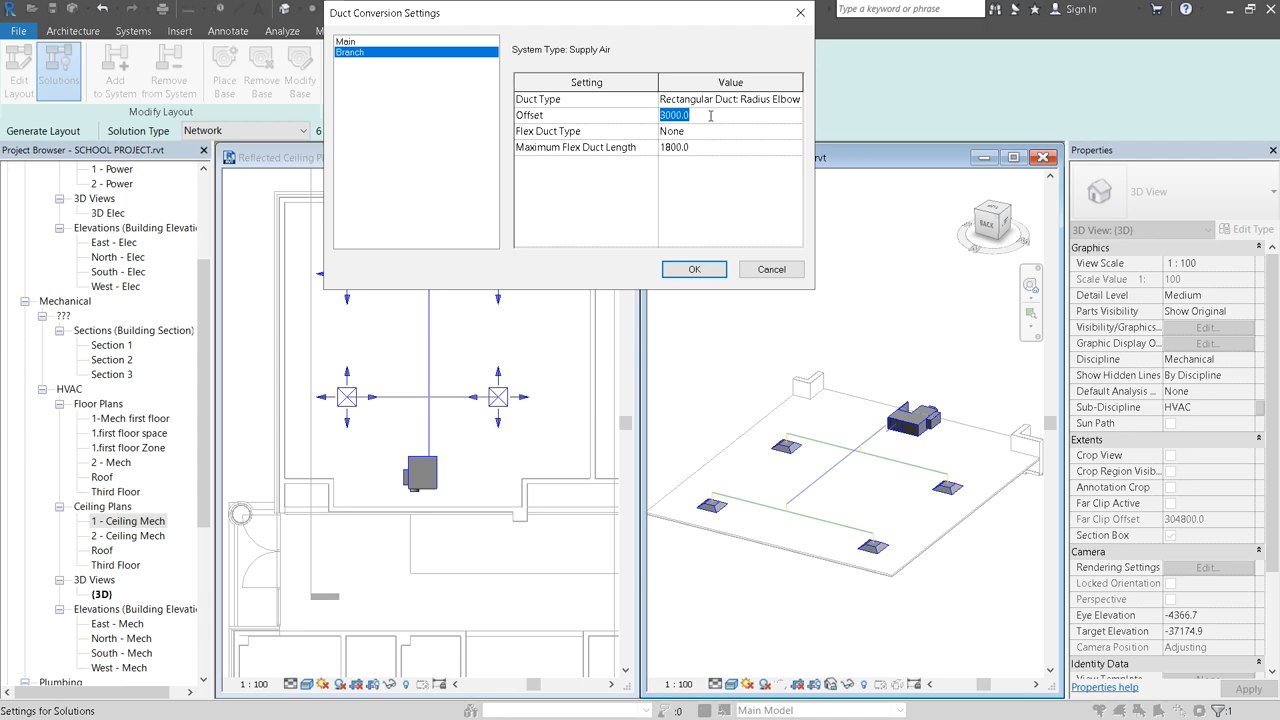 Duct Conversion Settings
Type a keyword or phrase
Sign In
File
Architecture
Systems
Insert
Annotate
Analyze
Main
Branch
System Type: Supply Air
Setting
Value
Duct Type
Rectangular Duct: Radius Elbow
Offset
3000.0
Flex Duct Type
None
Maximum Flex Duct Length
1800.0
OK
Cancel
Edit
Layout
Solutions
Add
to System
Remove
from System
Place
Base
Remove
Base
Modify
Base
Modify Layout
Generate Layout
Solution Type
Network
6
Project Browser - SCHOOL PROJECT.rvt
1 - Power
2 - Power
3D Views
3D Elec
Elevations (Building Elevati
East - Elec
North - Elec
South - Elec
West - Elec
Mechanical
???
Sections (Building Section)
Section 1
Section 2
Section 3
HVAC
Floor Plans
1-Mech first floor
1.first floor space
1.first floor Zone
2 - Mech
Roof
Third Floor
Ceiling Plans
1 - Ceiling Mech
2 - Ceiling Mech
Roof
Third Floor
3D Views
(3D)
Elevations (Building Elevatio
East - Mech
North - Mech
South - Mech
West - Mech
Plumbing
Reflected Ceiling Pl
rvt
BACK
1 : 100
1 : 100
Properties
3D View
3D View: (3D)
Edit Type
Graphics
View Scale
1 : 100
Scale Value 1:
100
Detail Level
Medium
Parts Visibility
Show Original
Visibility/Graphics...
Edit...
Graphic Display O...
Edit...
Discipline
Mechanical
Show Hidden Lines
By Discipline
Default Analysis ...
None
Sub-Discipline
HVAC
Sun Path
Extents
Crop View
Crop Region Visib...
Annotation Crop
Far Clip Active
Far Clip Offset
304800.0
Section Box
Camera
Rendering Settings
Edit...
Locked Orientation
Perspective
Eye Elevation
-4366.7
Target Elevation
-37174.9
Camera Position
Adjusting
Identity Data
Properties help
Apply
Settings for Solutions
:0
Main Model
:1